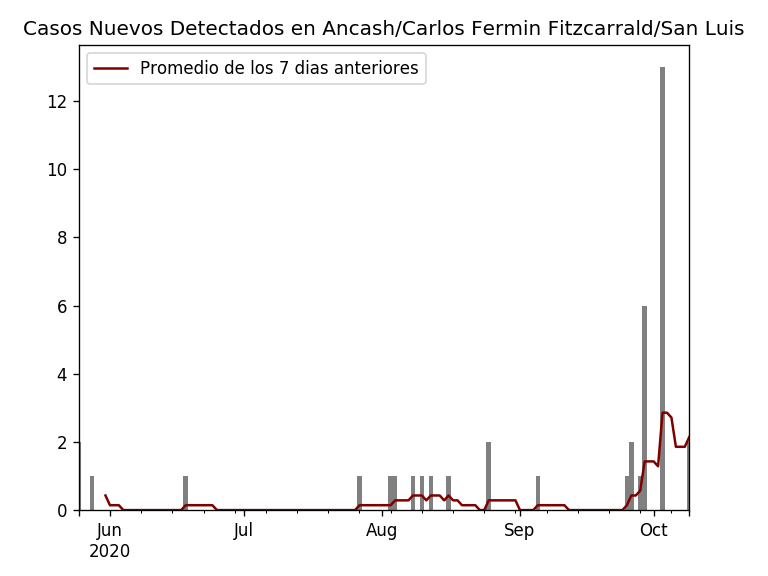 Casos Nuevos Detectados en Ancash/Carlos Fermin Fitzcarrald/San Luis
Promedio de los 7 dias anteriores
12
10
8
6
4
2
0
Jun Jul Aug Sep Oct
2020